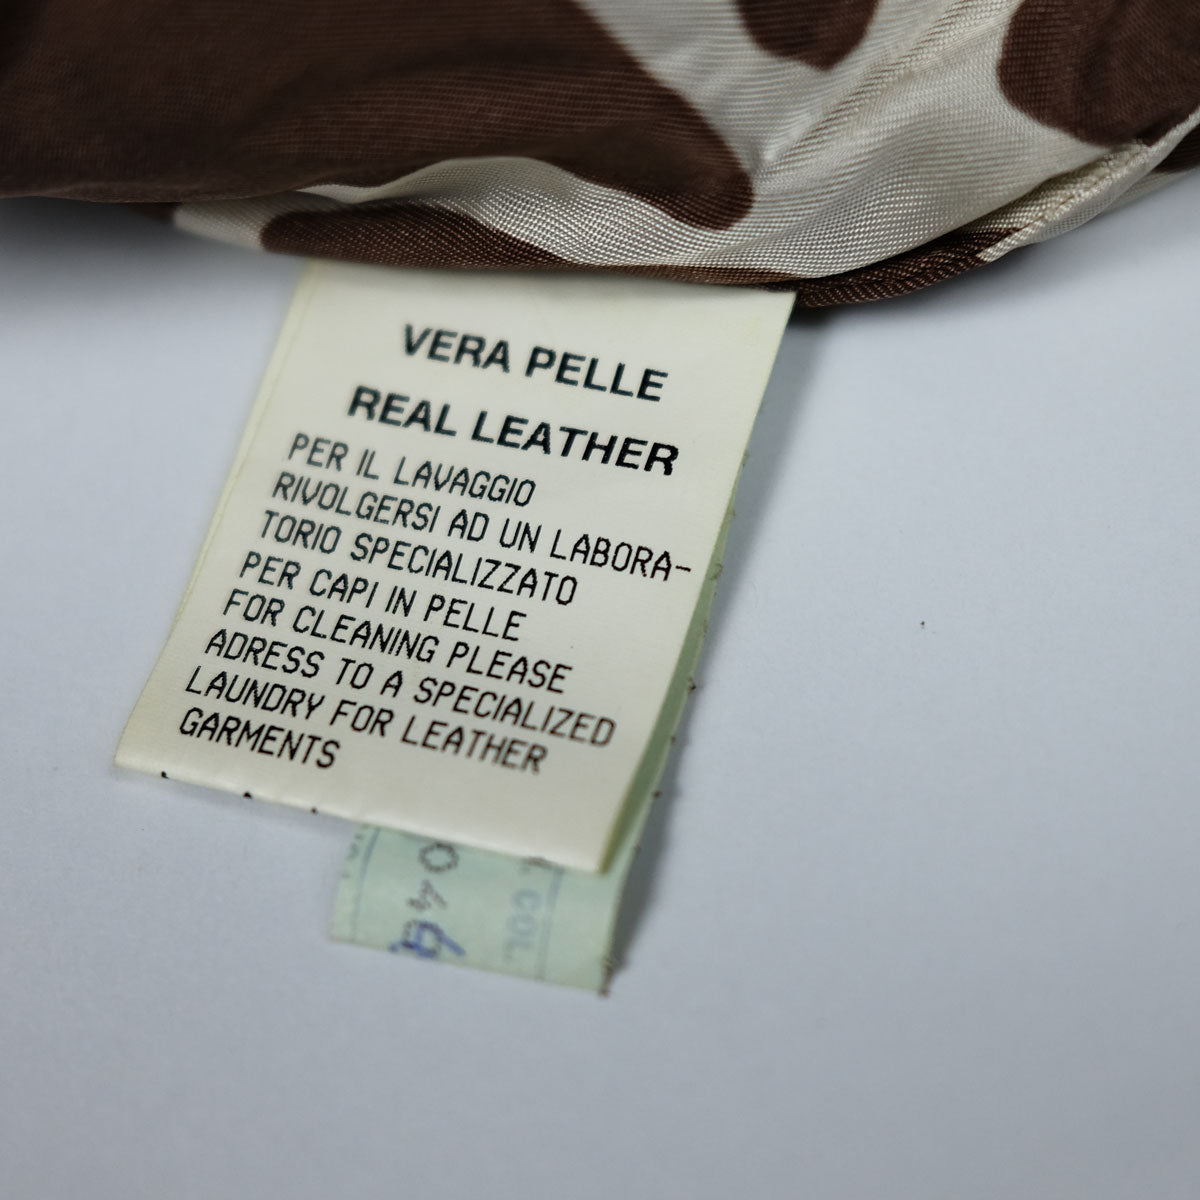 VERA PELLE
REAL LEATHER
PER IL LAVAGGIO
RIVOLGERSI AD UN LABORA-
TORIO SPECIALIZZATO
PER CAPI IN PELLE
FOR CLEANING PLEASE
ADRESS TO A SPECIALIZED
LAUNDRY FOR LEATHER
GARMENTS
COL.